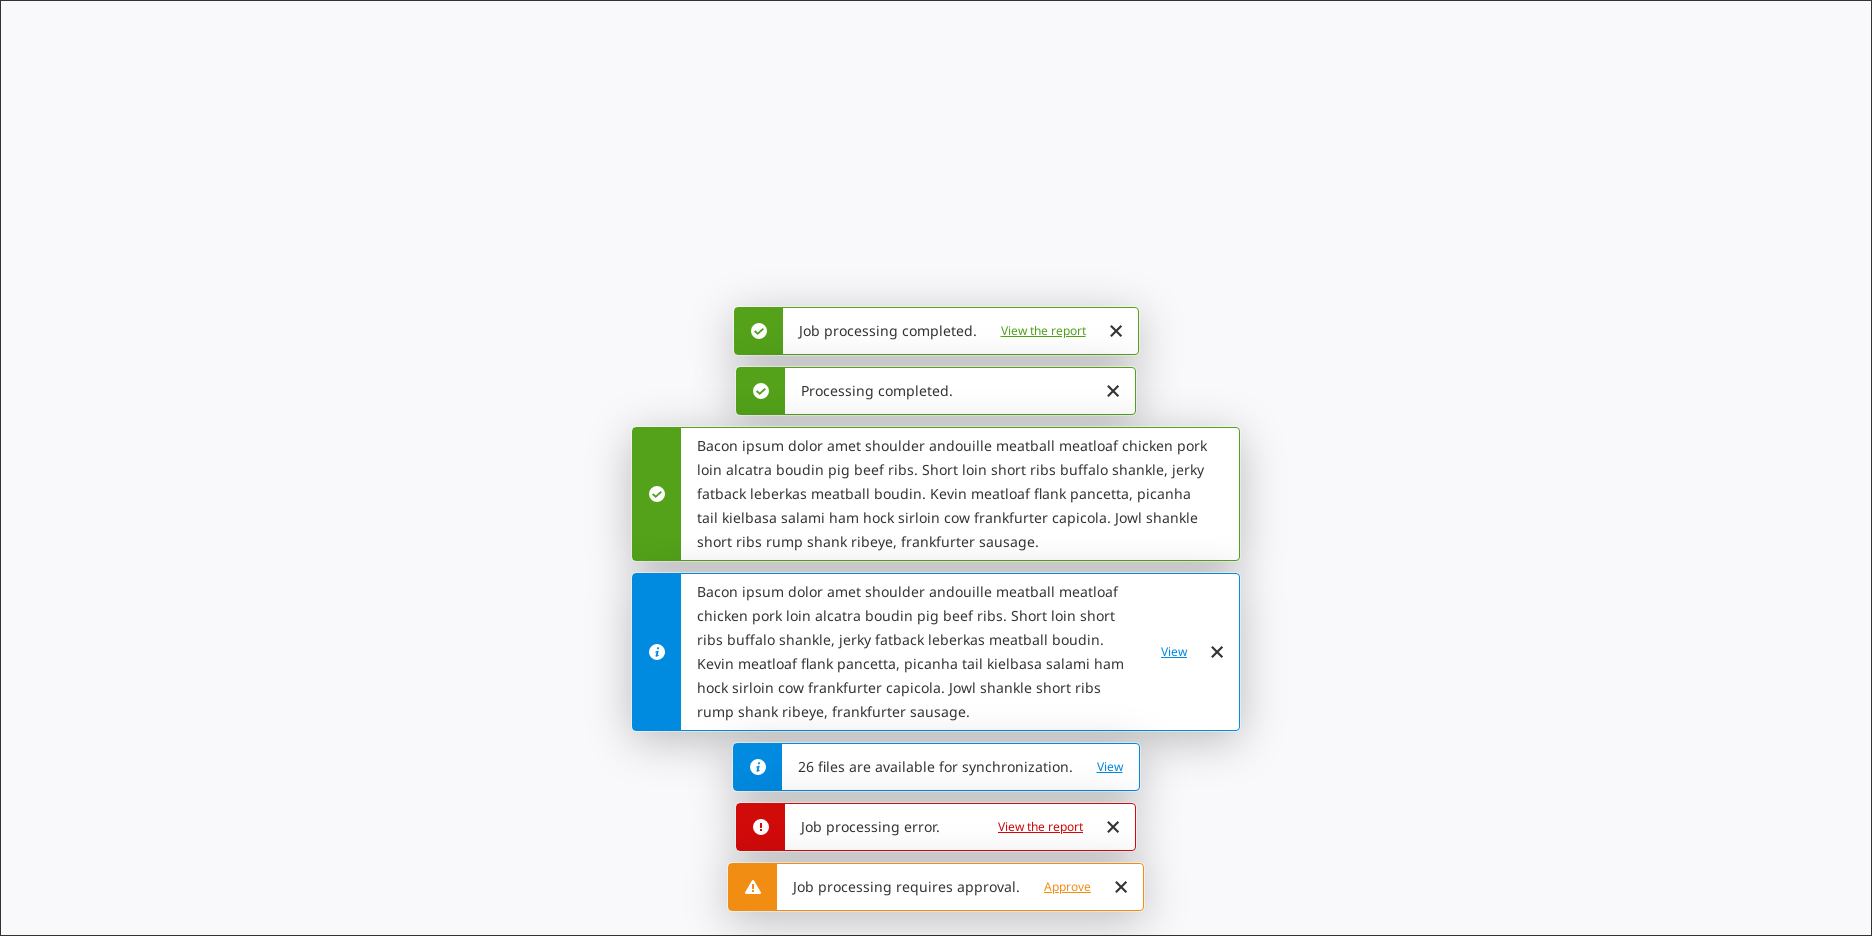 Job processing completed. View the report
Processing completed.
Bacon ipsum dolor amet shoulder andouille meatball meatloaf chicken pork
loin alcatra boudin pig beef ribs. Short loin short ribs buffalo shankle, jerky
fatback leberkas meatball boudin. Kevin meatloaf flank pancetta, picanha
tail kielbasa salami ham hock sirloin cow frankfurter capicola. Jowl shankle
short ribs rump shank ribeye, frankfurter sausage.
Bacon ipsum dolor amet shoulder andouille meatball meatloaf
chicken pork loin alcatra boudin pig beef ribs. Short loin short
ribs buffalo shankle, jerky fatback leberkas meatball boudin.
Kevin meatloaf flank pancetta, picanha tail kielbasa salami ham
hock sirloin cow frankfurter capicola. Jowl shankle short ribs
rump shank ribeye, frankfurter sausage.
View
26 files are available for synchronization. View
Job processing error. View the report
Job processing requires approval. Approve